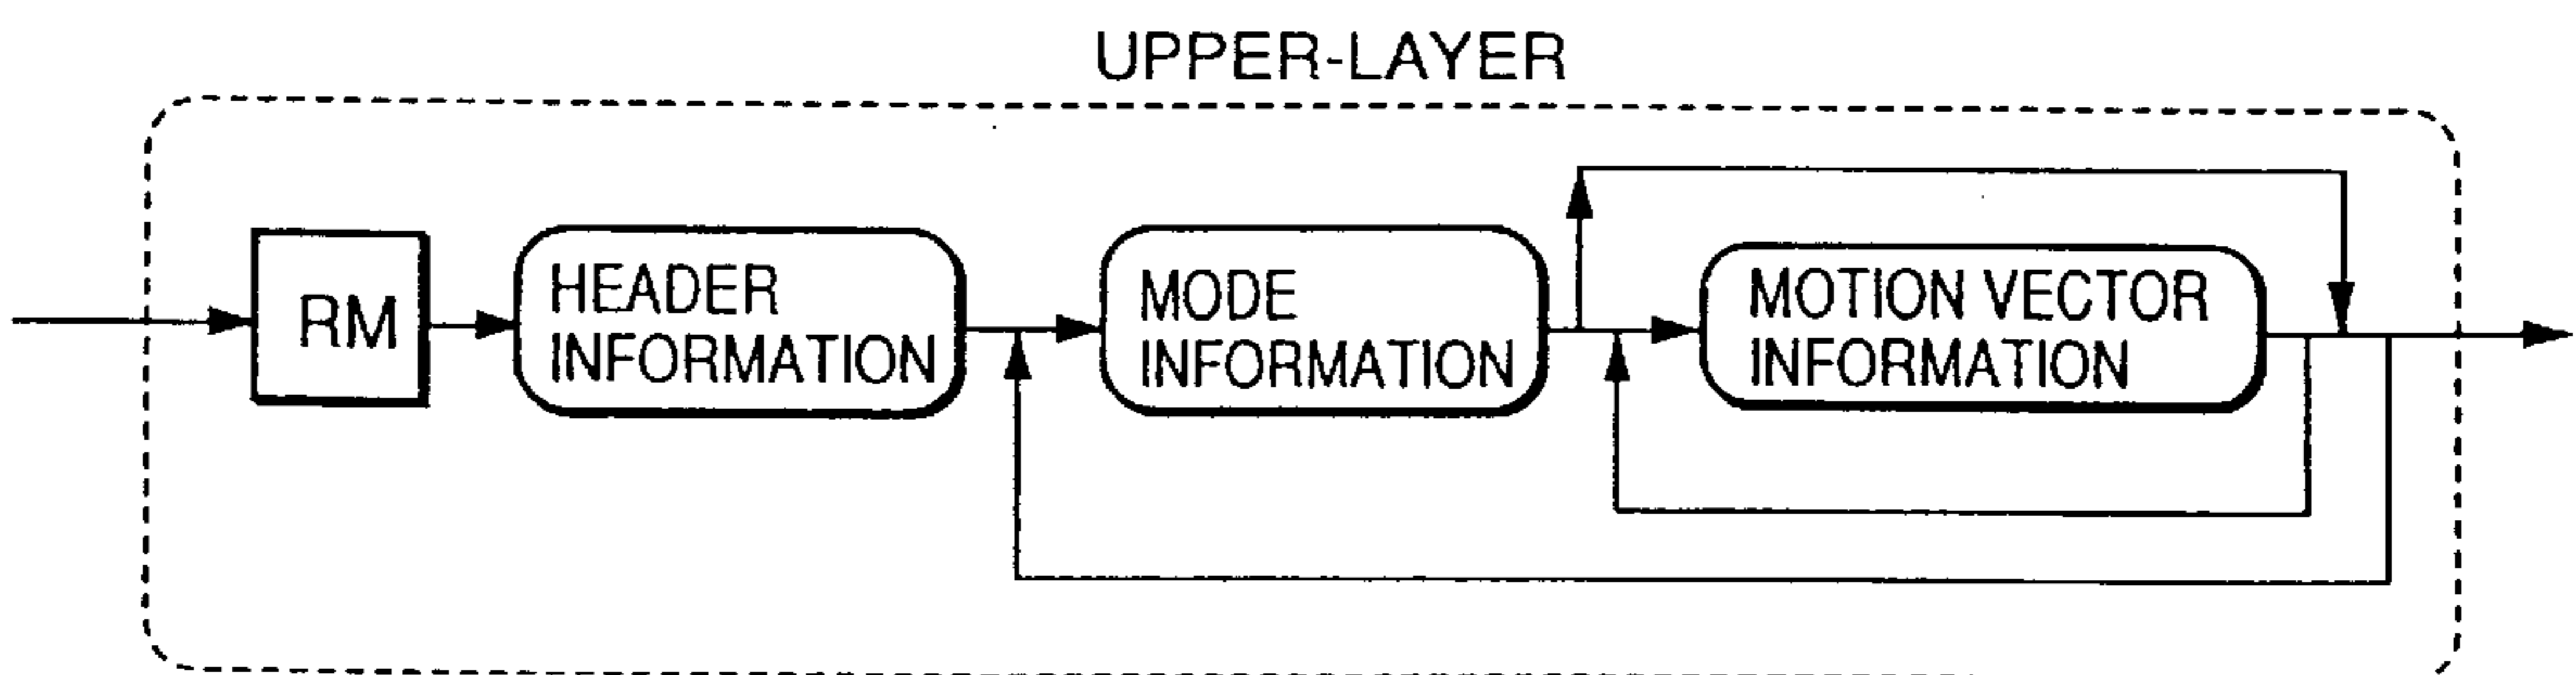 UPPER-LAYER
RM
HEADER
INFORMATION
MODE
INFORMATION
MOTION VECTOR
INFORMATION